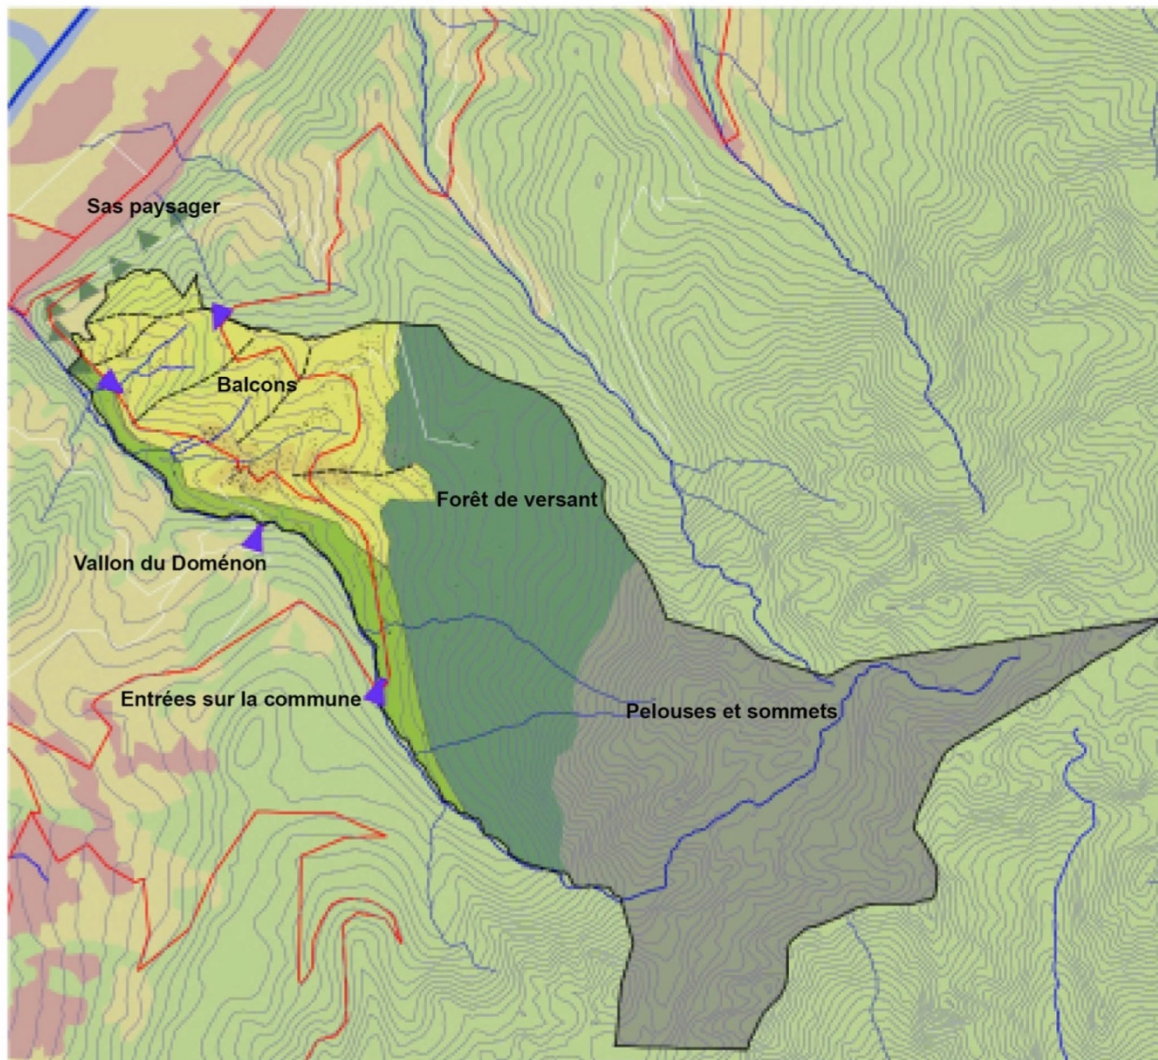 Sas paysager
Balcons
Forêt de versant
Vallon du Doménon
Entrées sur la commune
Pelouses et sommets